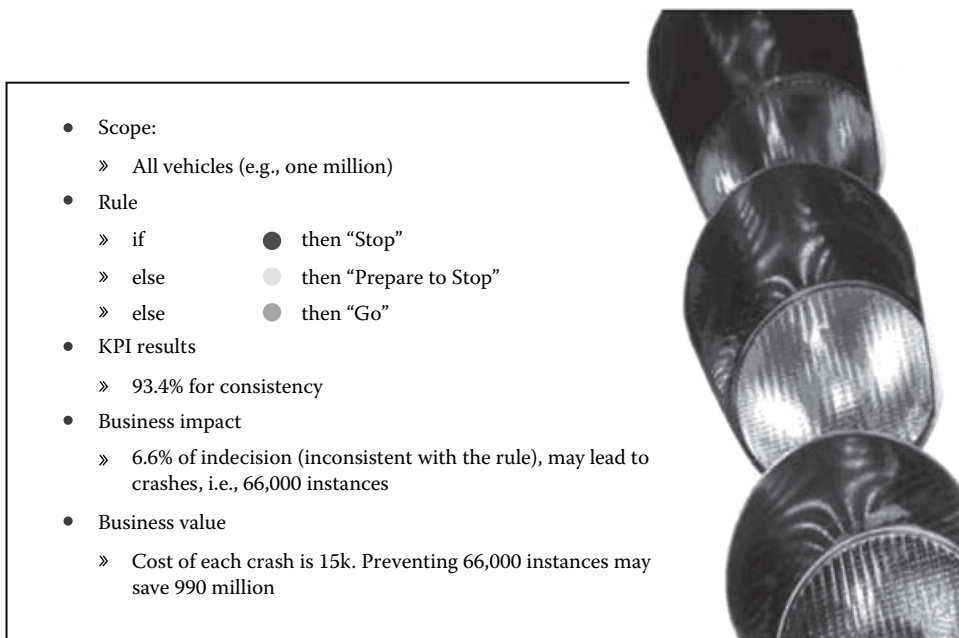 • Scope:
» All vehicles (e.g., one million)
• Rule
» if then “Stop”
» else then “Prepare to Stop”
» else then “Go”
• KPI results
» 93.4% for consistency
• Business impact
» 6.6% of indecision (inconsistent with the rule), may lead to
crashes, i.e., 66,000 instances
• Business value
» Cost of each crash is 15k. Preventing 66,000 instances may
save 990 million